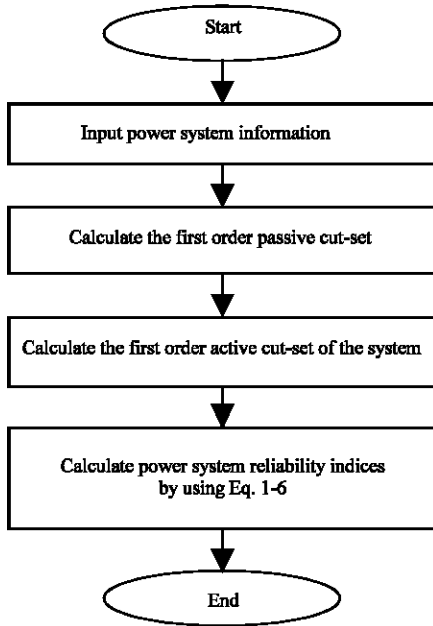 Start
Input power system information
Calculate the first order passive cut-set
Calculate the first order active cut-set of the system
Calculate power system reliability indices
by using Eq. 1-6
End